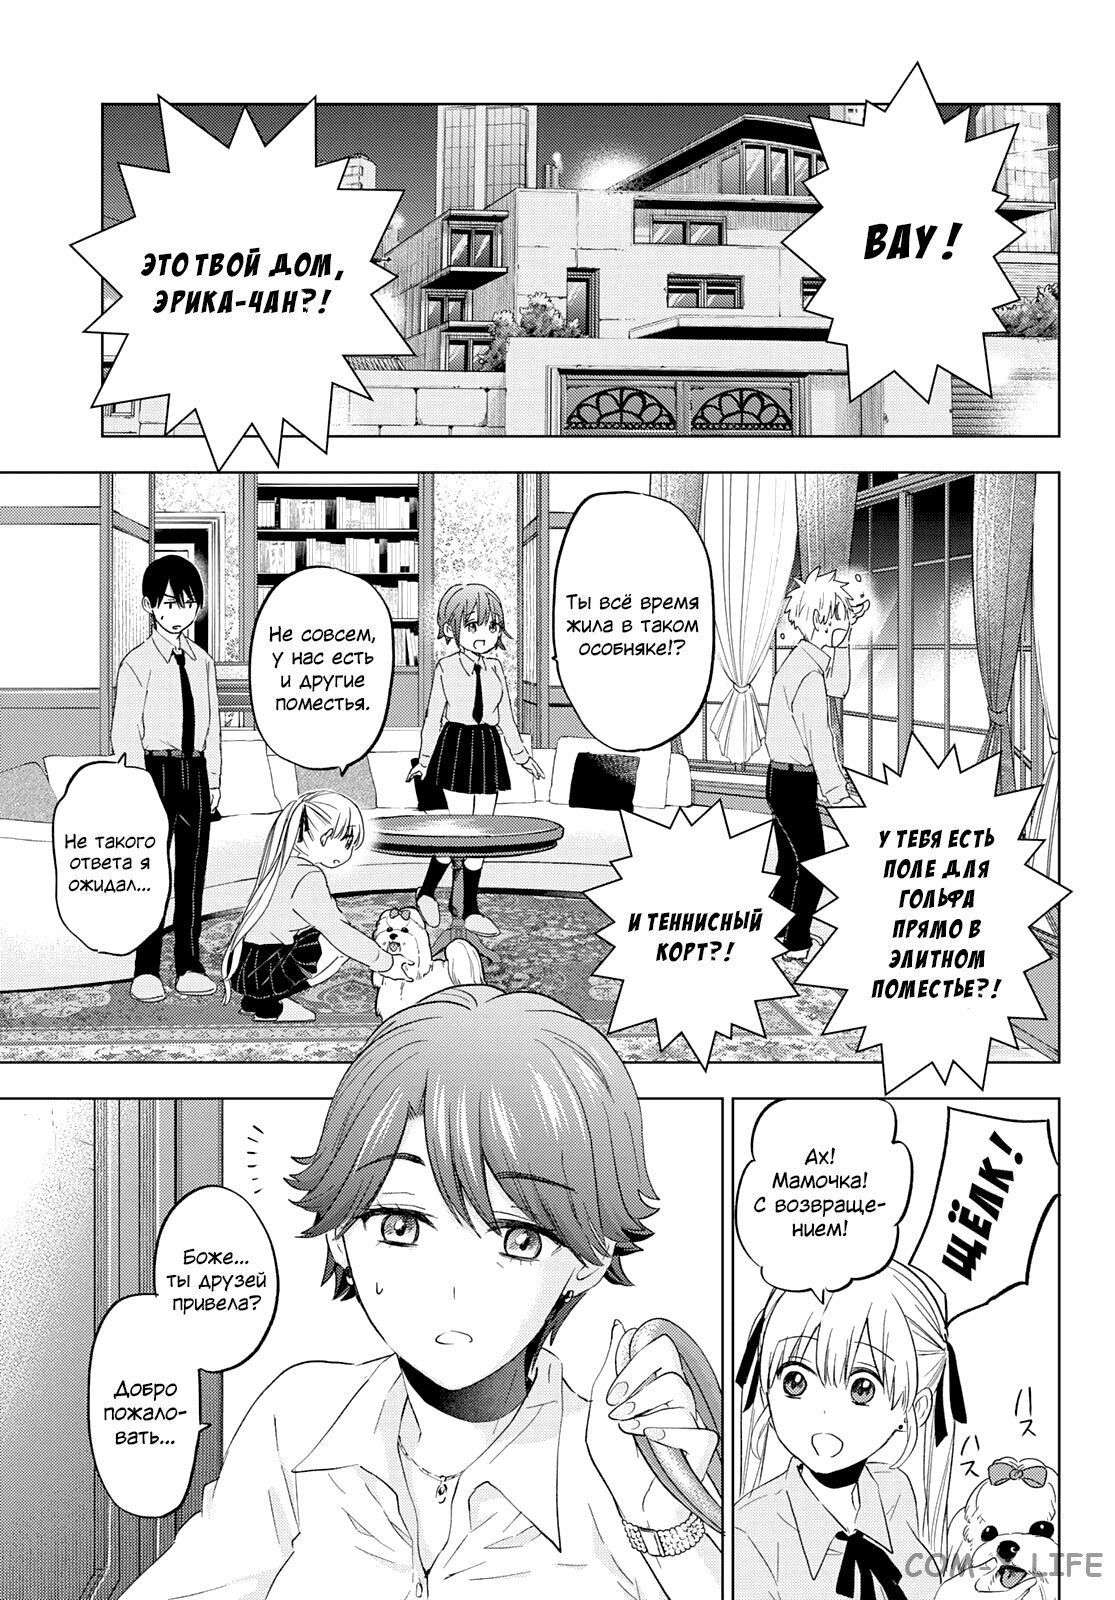 ВАУ!
ЭТО ТВОЙ ДОМ,
ЭРИКА-ЧАН?!
Ты всё время
жила в таком
особняке!?
Не совсем,
у нас есть
и другие
поместья.
Не такого
ответа я
ожидал...
У ТЕБЯ ЕСТЬ
ПОЛЕ ДЛЯ
ГОЛЬФА
ПРЯМО В
ЭЛИТНОМ
ПОМЕСТЬЕ?!
И ТЕННИСНЫЙ
КОРТ?!
ЩЁЛК!
Ах!
Мамочка!
С возвраще-
нием!
ハス
ハス
Боже...
ты друзей
привела?
Добро
пожало-
вать...
COM-X LIFE